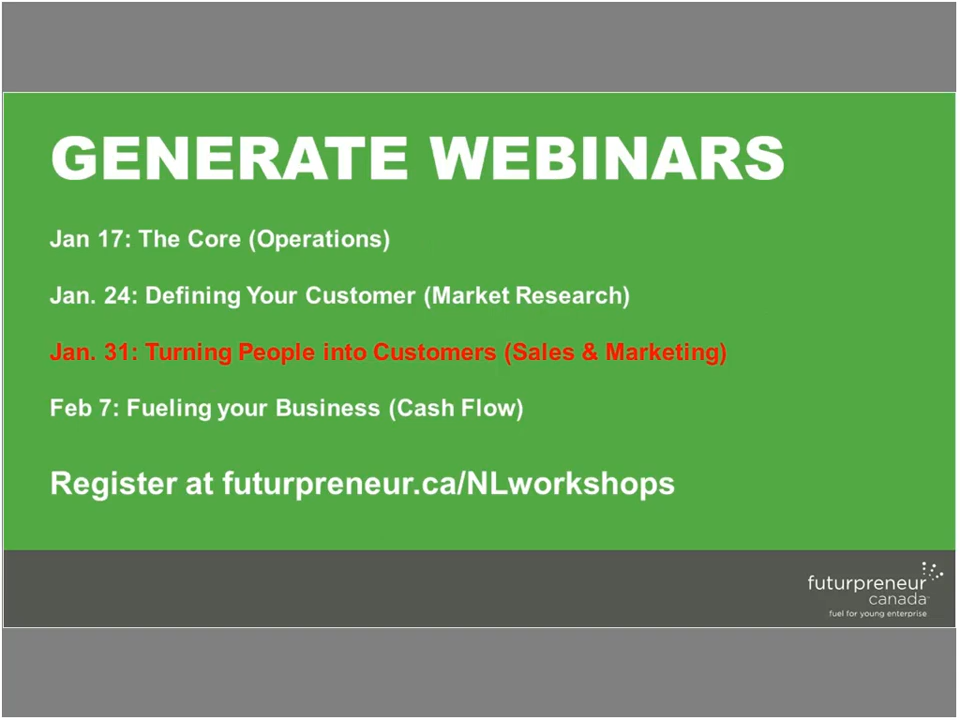 GENERATE WEBINARS
Jan 17: The Core (Operations)
Jan. 24: Defining Your Customer (Market Research)
Jan. 31: Turning People into Customers (Sales & Marketing)
Feb 7: Fueling your Business (Cash Flow)
Register at futurpreneur.ca/NLworkshops
futurpreneur
canada
fuel for young enterprise